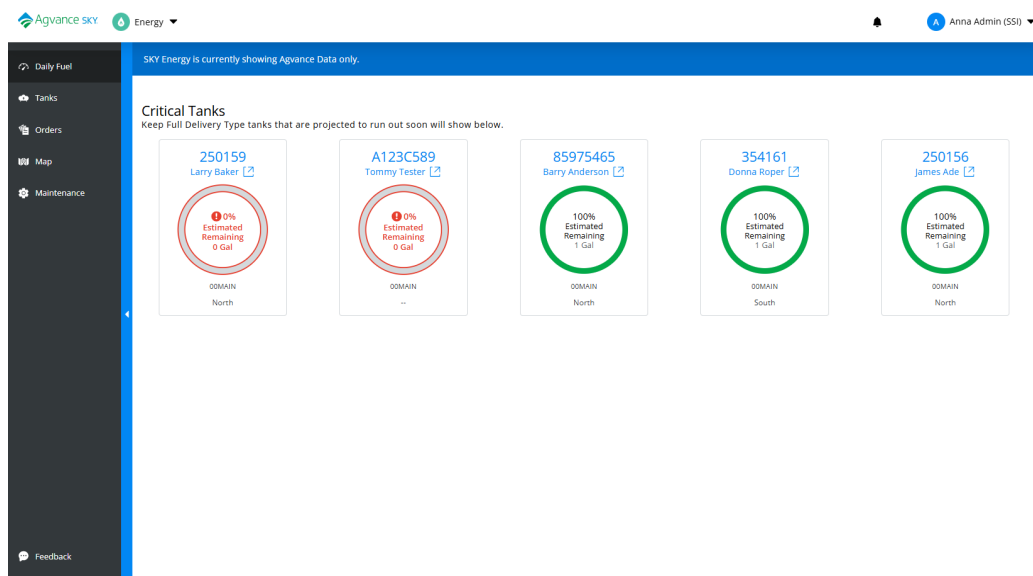 Agvance SKY
Energy
A
Anna Admin (SSI)
Daily Fuel
Tanks
Orders
Map
Maintenance
Feedback
SKY Energy is currently showing Agvance Data only.
Critical Tanks
Keep Full Delivery Type tanks that are projected to run out soon will show below.
250159
Larry Baker
0%
Estimated
Remaining
0 Gal
00MAIN
North
A123C589
Tommy Tester
0%
Estimated
Remaining
0 Gal
00MAIN
--
85975465
Barry Anderson
100%
Estimated
Remaining
1 Gal
00MAIN
North
354161
Donna Roper
100%
Estimated
Remaining
1 Gal
00MAIN
South
250156
James Ade
100%
Estimated
Remaining
1 Gal
00MAIN
North